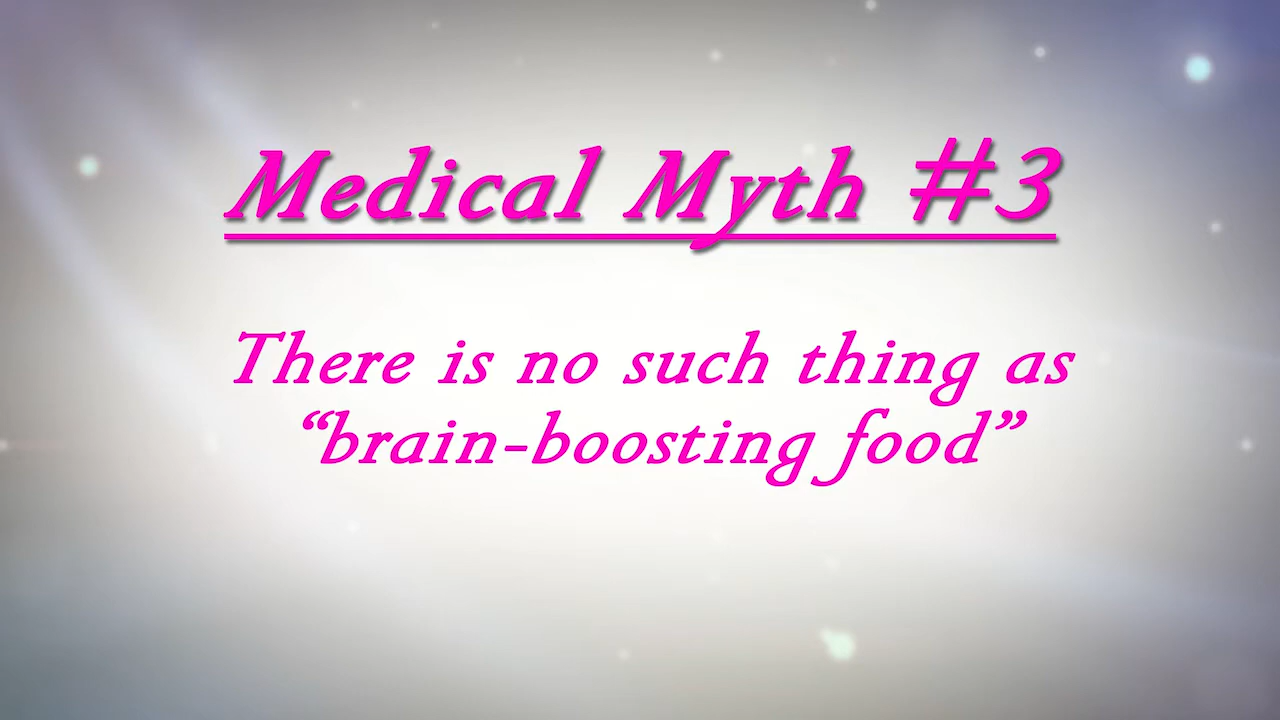 Medical Myth #3
There is no such thing as
“brain-boosting food”